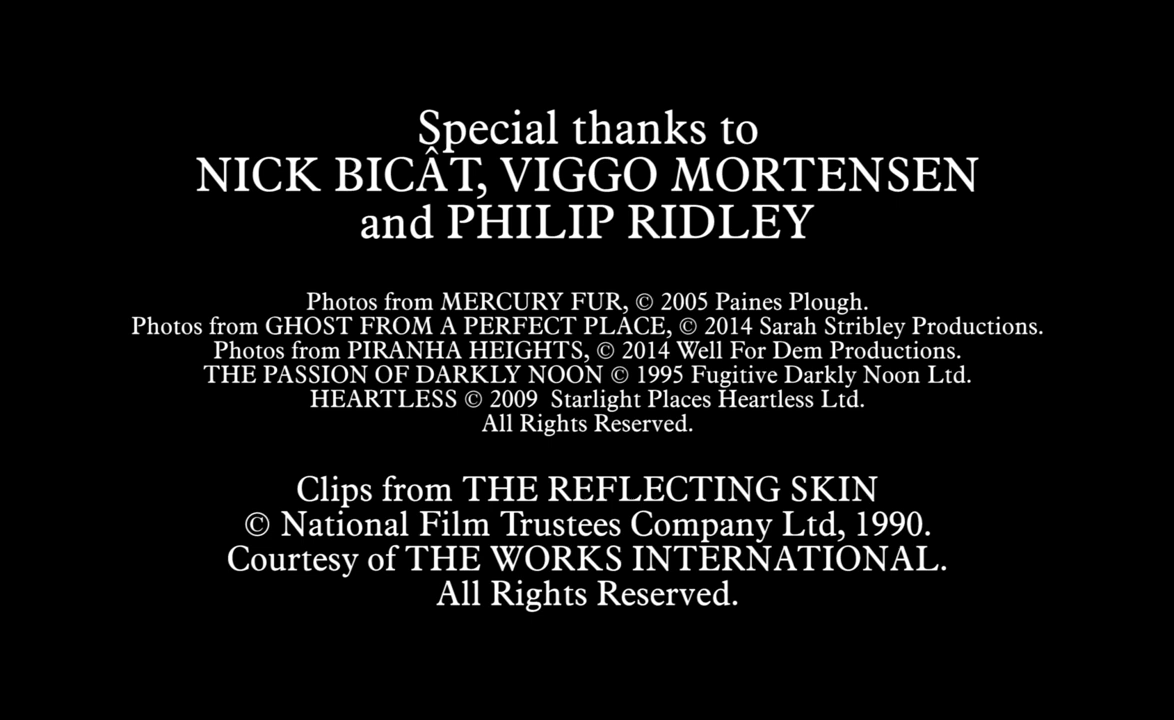 Special thanks to
NICK BICÂT, VIGGO MORTENSEN
and PHILIP RIDLEY
Photos from MERCURY FUR, © 2005 Paines Plough.
Photos from GHOST FROM A PERFECT PLACE, © 2014 Sarah Stribley Productions.
Photos from PIRANHA HEIGHTS, © 2014 Well For Dem Productions.
THE PASSION OF DARKLY NOON © 1995 Fugitive Darkly Noon Ltd.
HEARTLESS © 2009 Starlight Places Heartless Ltd.
All Rights Reserved.
Clips from THE REFLECTING SKIN
© National Film Trustees Company Ltd, 1990.
Courtesy of THE WORKS INTERNATIONAL.
All Rights Reserved.